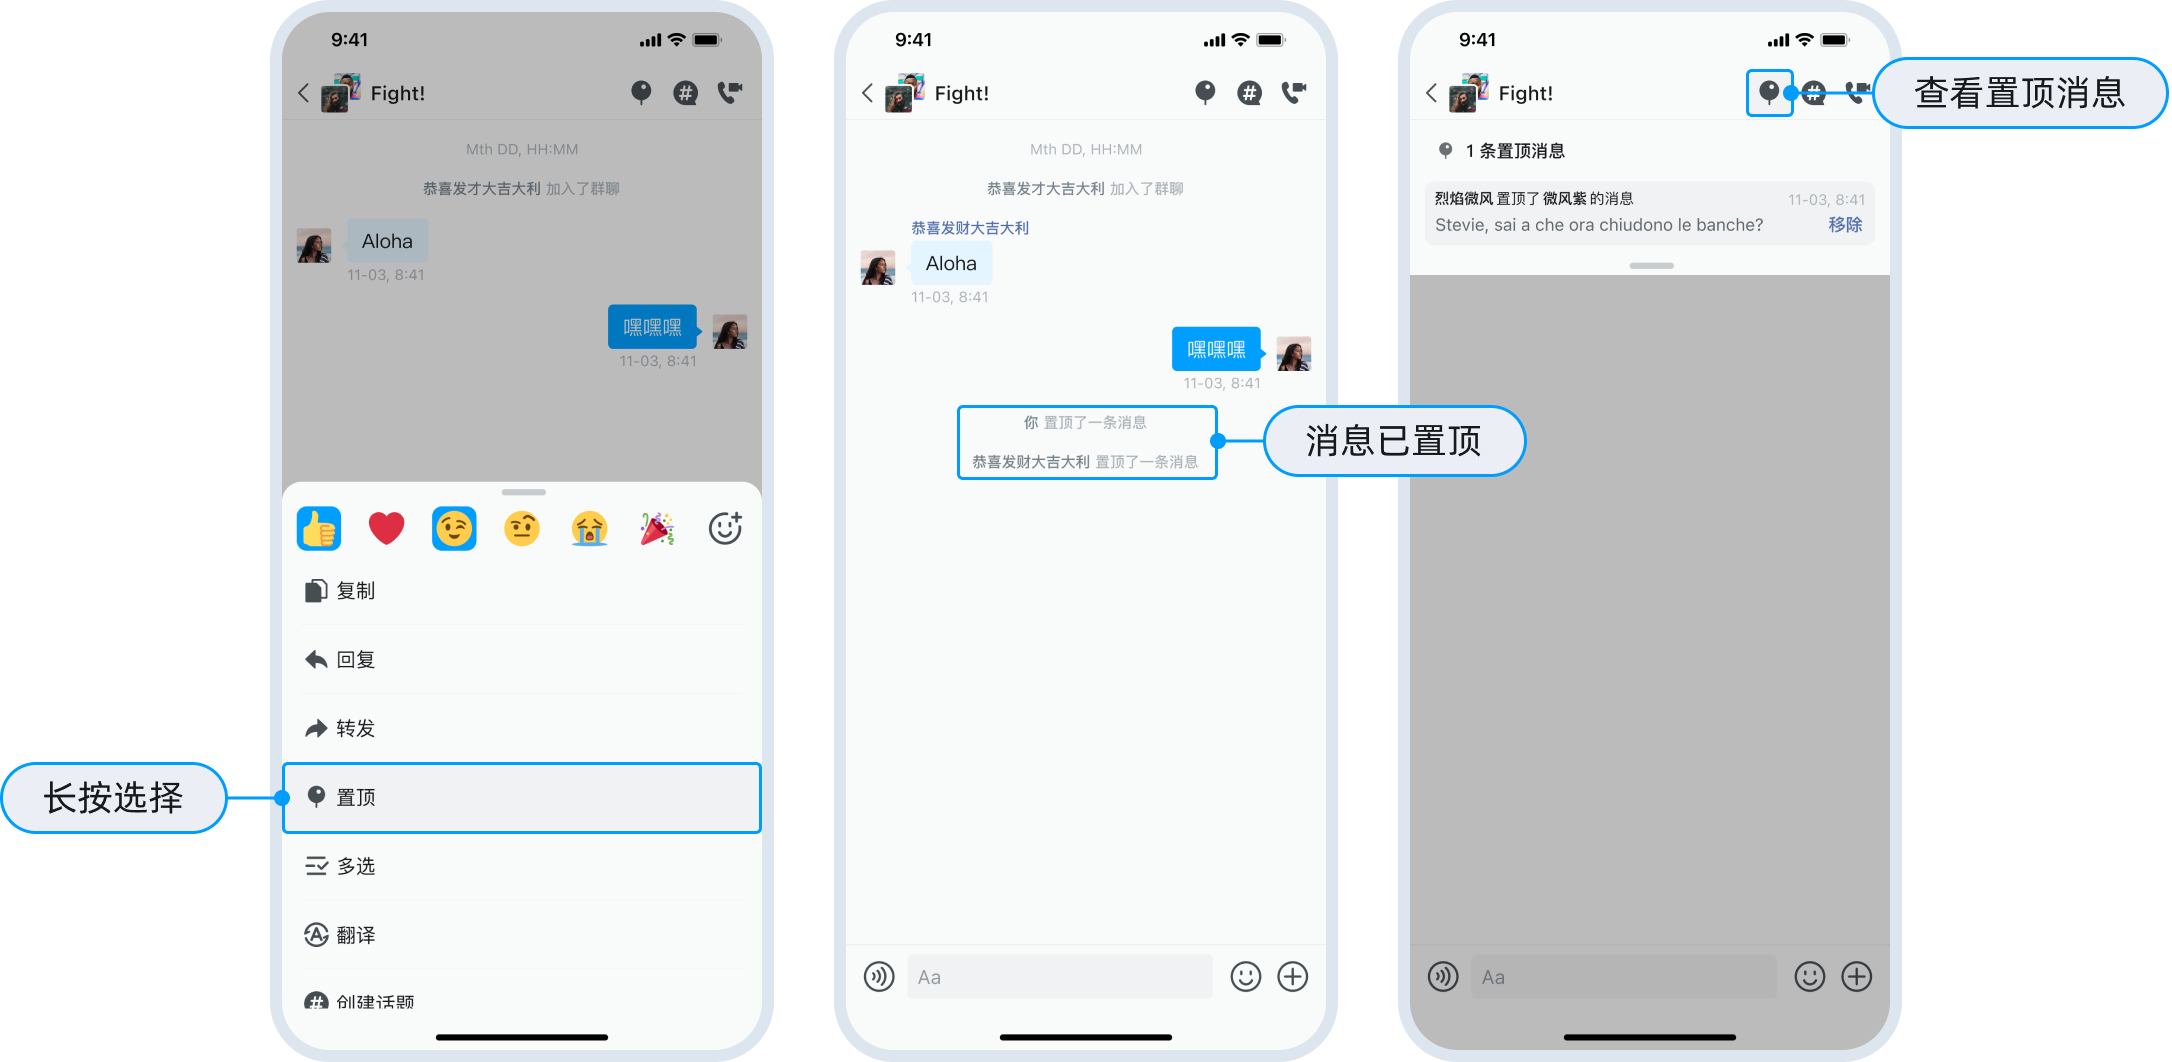 9:41
Fight!
Mth DD, HH:MM
恭喜发才大吉大利 加入了群聊
Aloha
11-03, 8:41
嘿嘿嘿
11-03, 8:41
复制
回复
转发
长按选择
置顶
多选
翻译
创建话题
9:41
Fight!
Mth DD, HH:MM
恭喜发才大吉大利 加入了群聊
恭喜发财大吉大利
Aloha
11-03, 8:41
嘿嘿嘿
11-03, 8:41
你 置顶了一条消息
恭喜发财大吉大利 置顶了一条消息
消息已置顶
Aa
9:41
Fight!
查看置顶消息
1 条置顶消息
烈焰微风 置顶了 微风紫 的消息
11-03, 8:41
Stevie, sai a che ora chiudono le banche?
移除
Aa